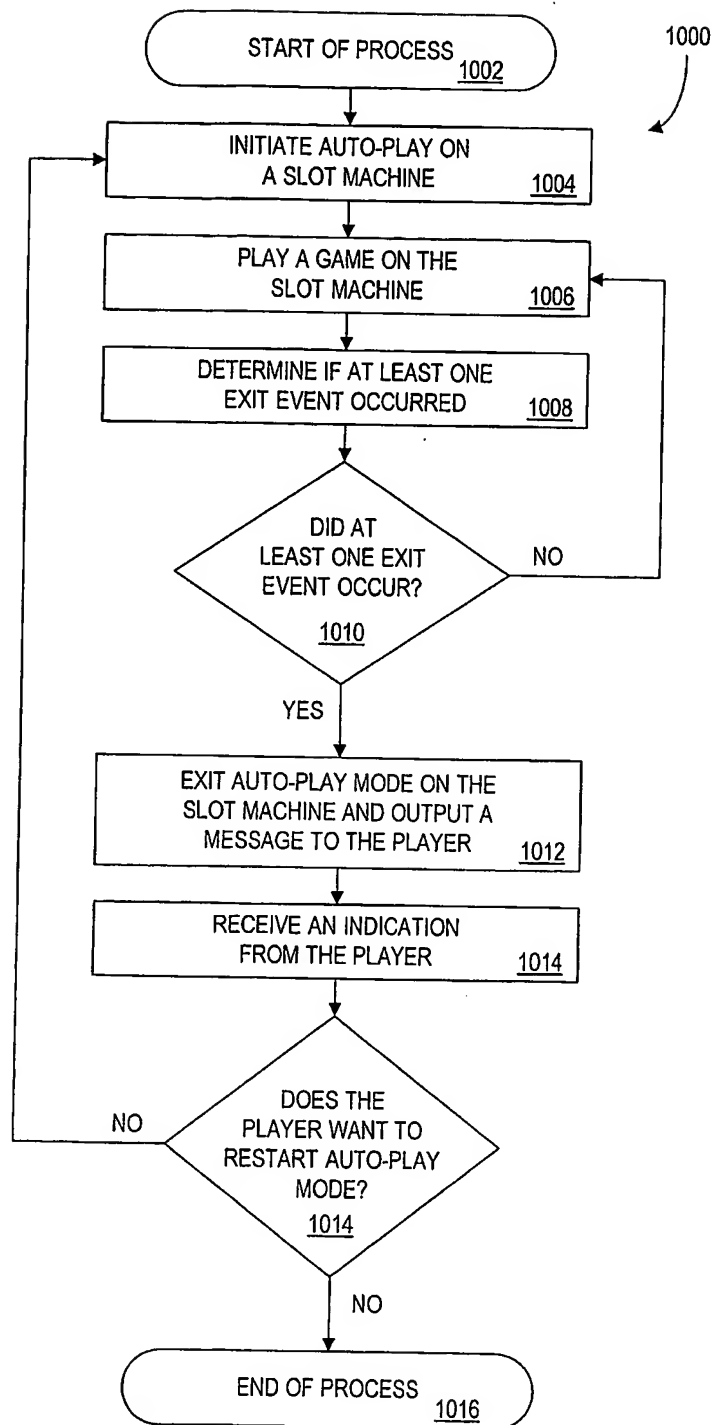 START OF PROCESS
1002
1000
INITIATE AUTO-PLAY ON
A SLOT MACHINE
1004
PLAY A GAME ON THE
SLOT MACHINE
1006
DETERMINE IF AT LEAST ONE
EXIT EVENT OCCURRED
1008
DID AT
LEAST ONE EXIT
EVENT OCCUR?
1010
NO
YES
EXIT AUTO-PLAY MODE ON THE
SLOT MACHINE AND OUTPUT A
MESSAGE TO THE PLAYER
1012
RECEIVE AN INDICATION
FROM THE PLAYER
1014
DOES THE
PLAYER WANT TO
RESTART AUTO-PLAY
MODE?
1014
NO
NO
END OF PROCESS
1016